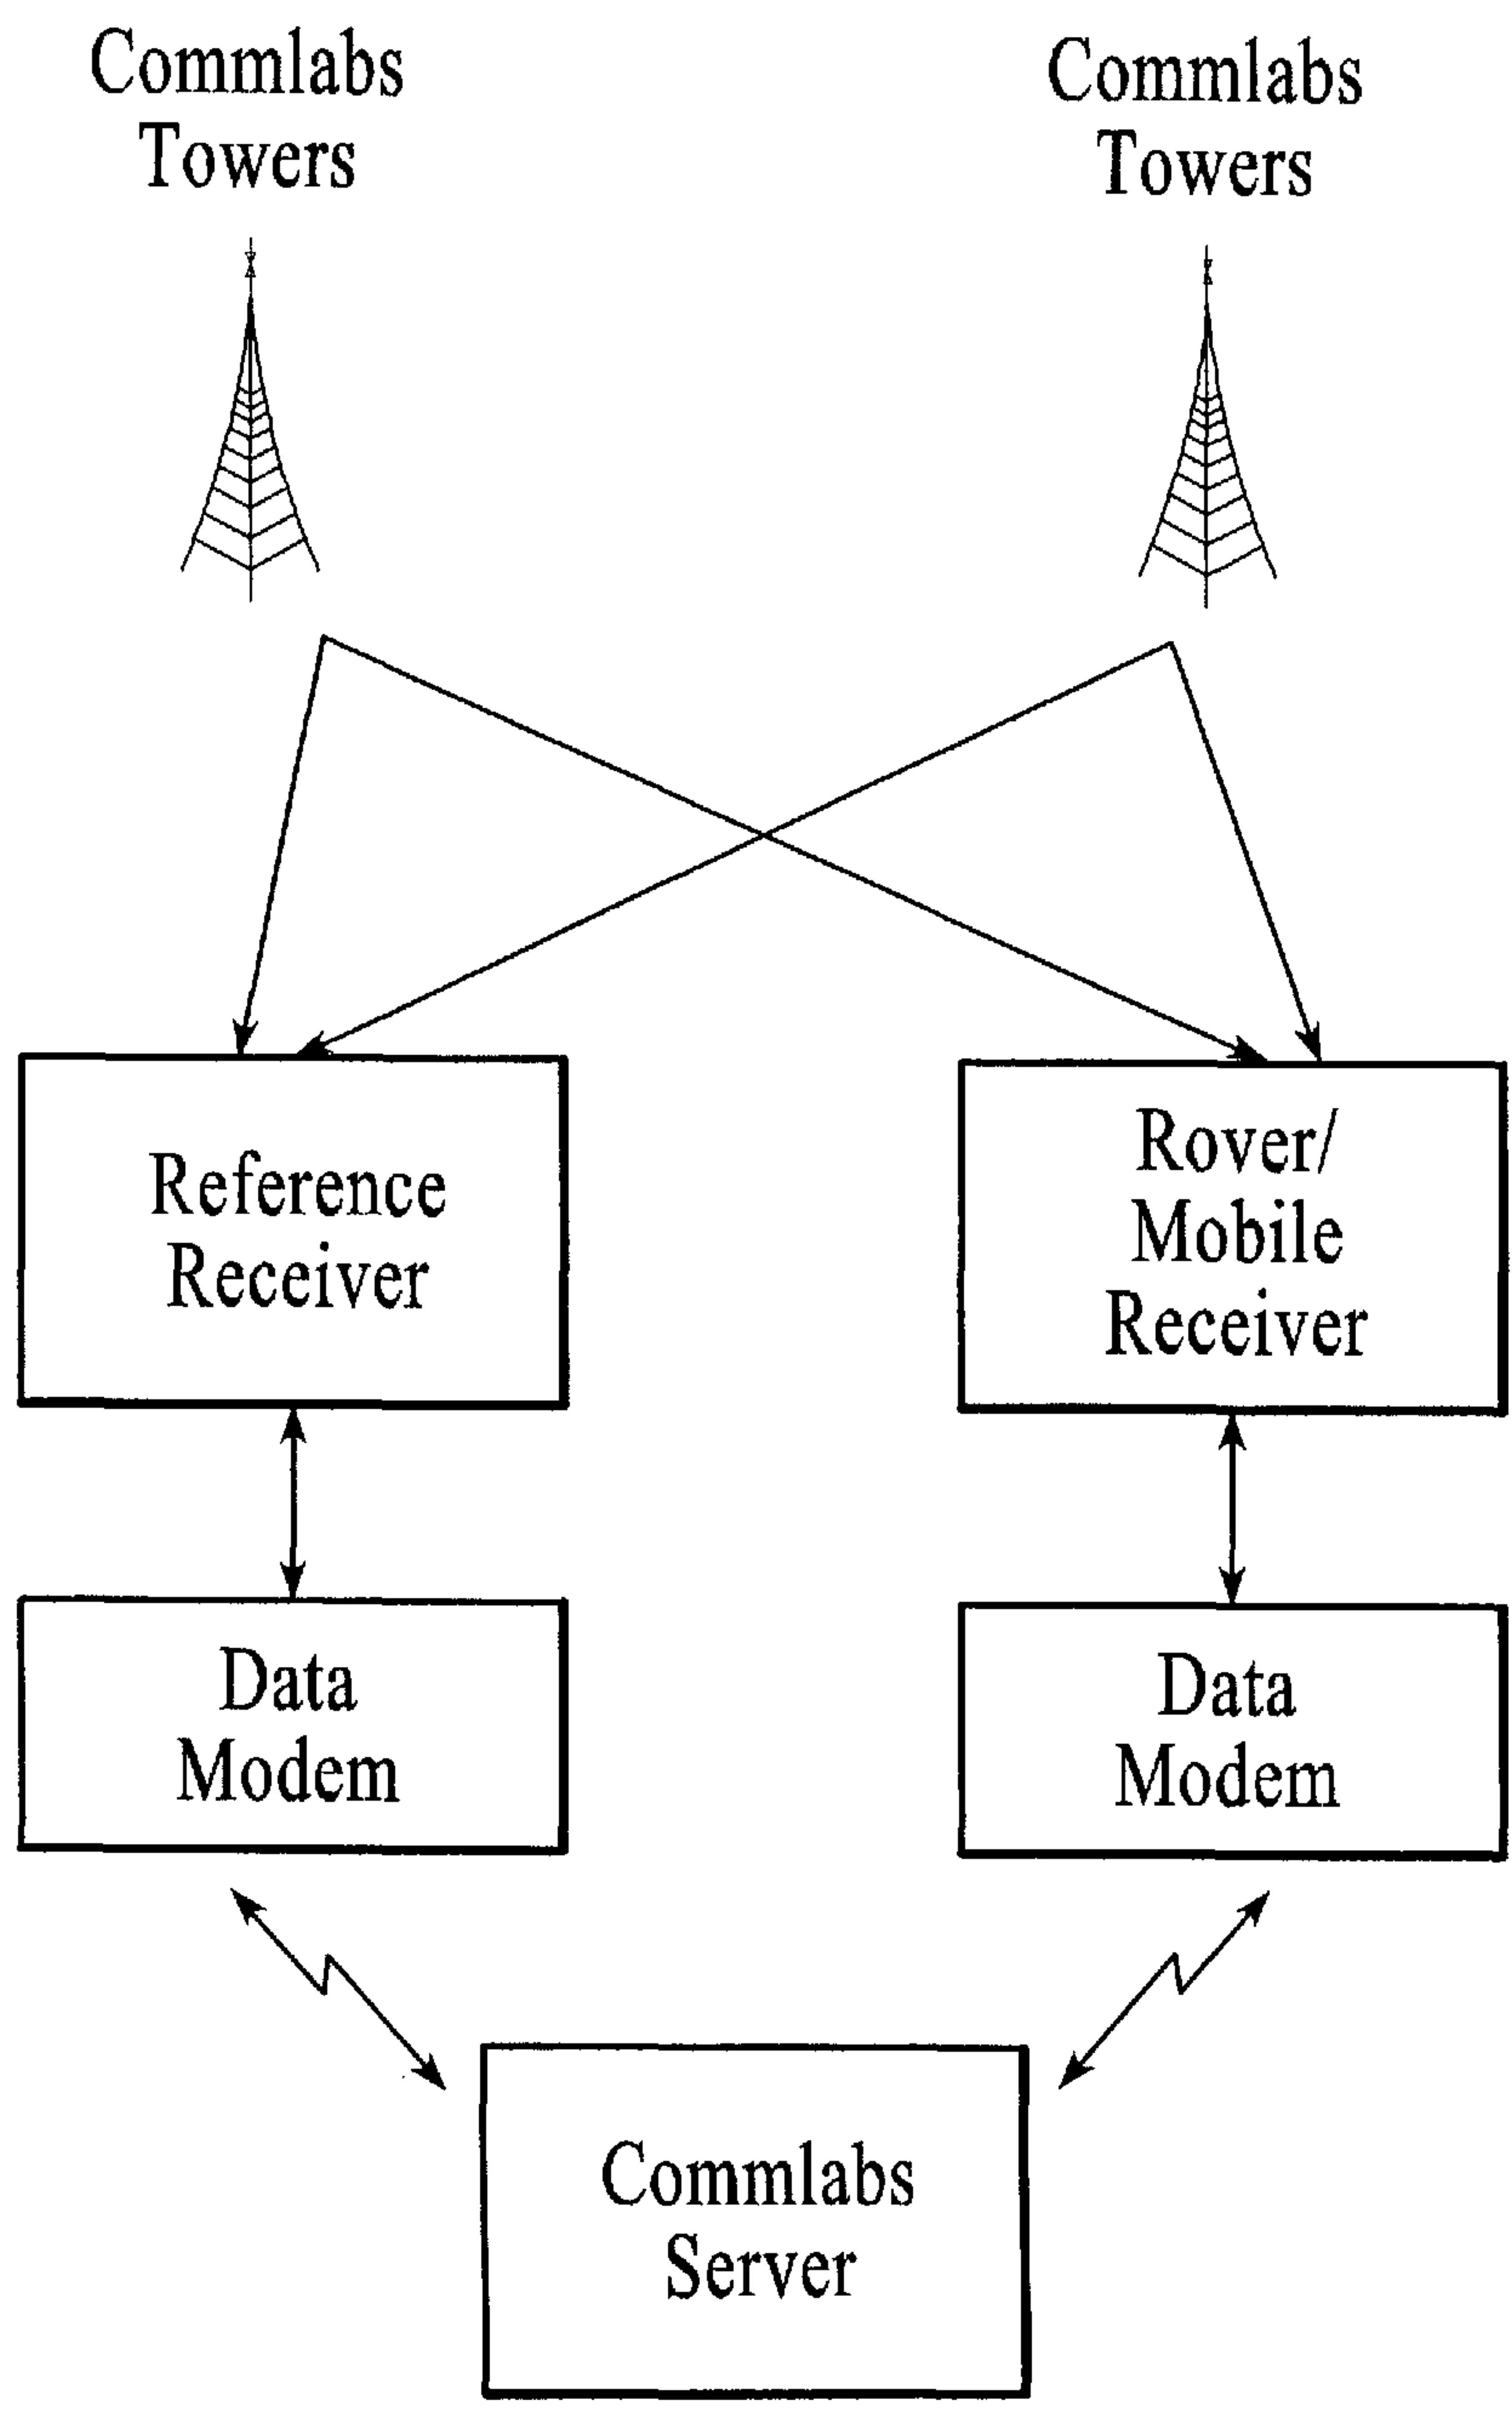 Commlabs
Towers
Commlabs
Towers
Reference
Receiver
Rover/
Mobile
Receiver
Data
Modem
Data
Modem
Commlabs
Server